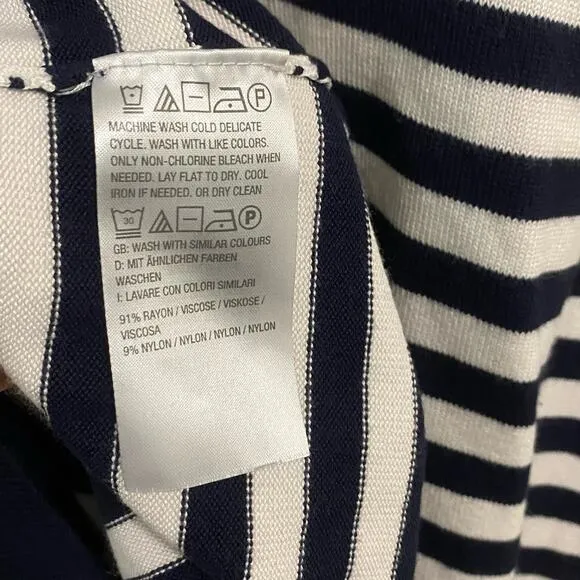 P
MACHINE WASH COLD DELICATE
CYCLE. WASH WITH LIKE COLORS.
ONLY NON-CHLORINE BLEACH WHEN
NEEDED. LAY FLAT TO DRY. COOL
IRON IF NEEDED. OR DRY CLEAN
30 P
GB: WASH WITH SIMILAR COLOURS
D: MIT ÄHNLICHEN FARBEN
WASCHEN
I: LAVARE CON COLORI SIMILARI
91% RAYON / VISCOSE / VISKOSE /
VISCOSA
9% NYLON / NYLON / NYLON / NYLON